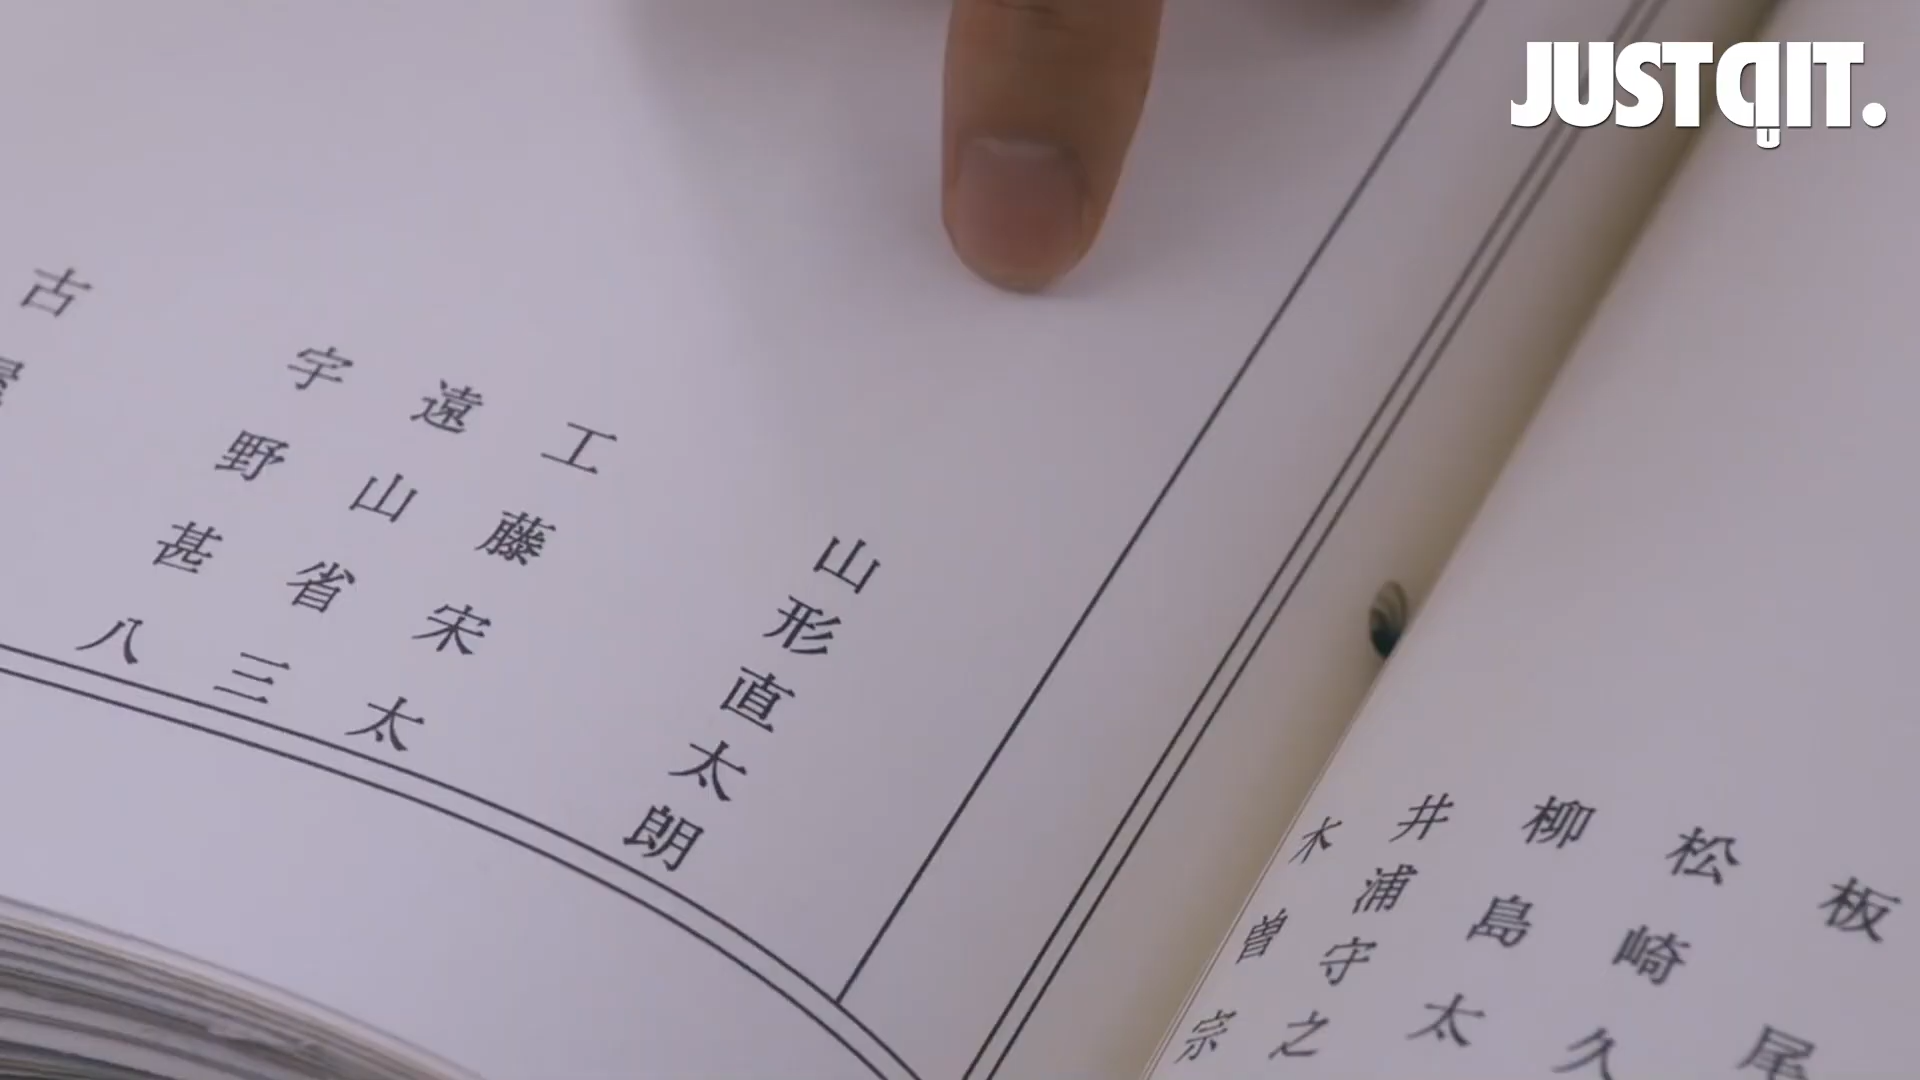 JUSTดูIT.
板尾
松崎久
柳島太
井浦守之
木曽宗
山形直太朗
工藤宋太
遠山省三
宇野甚八
古屋